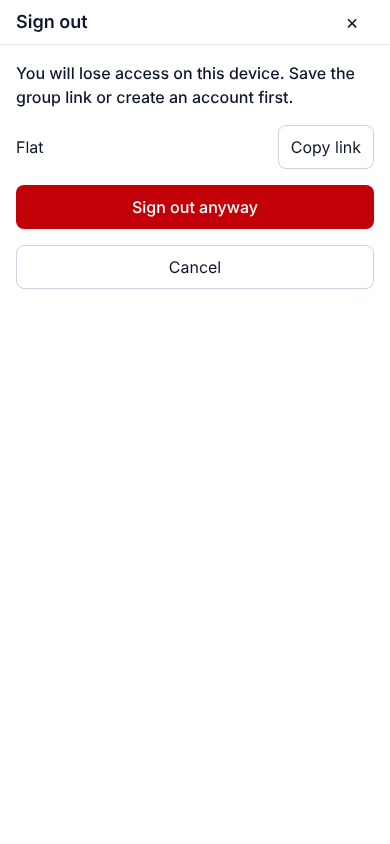 Sign out
×
You will lose access on this device. Save the
group link or create an account first.
Flat
Copy link
Sign out anyway
Cancel